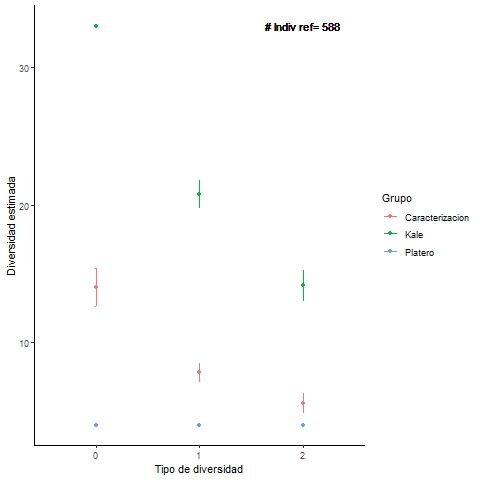 # Indiv ref= 588
30
20
10
Diversidad estimada
0
1
2
Tipo de diversidad
Grupo
Caracterizacion
Kale
Platero